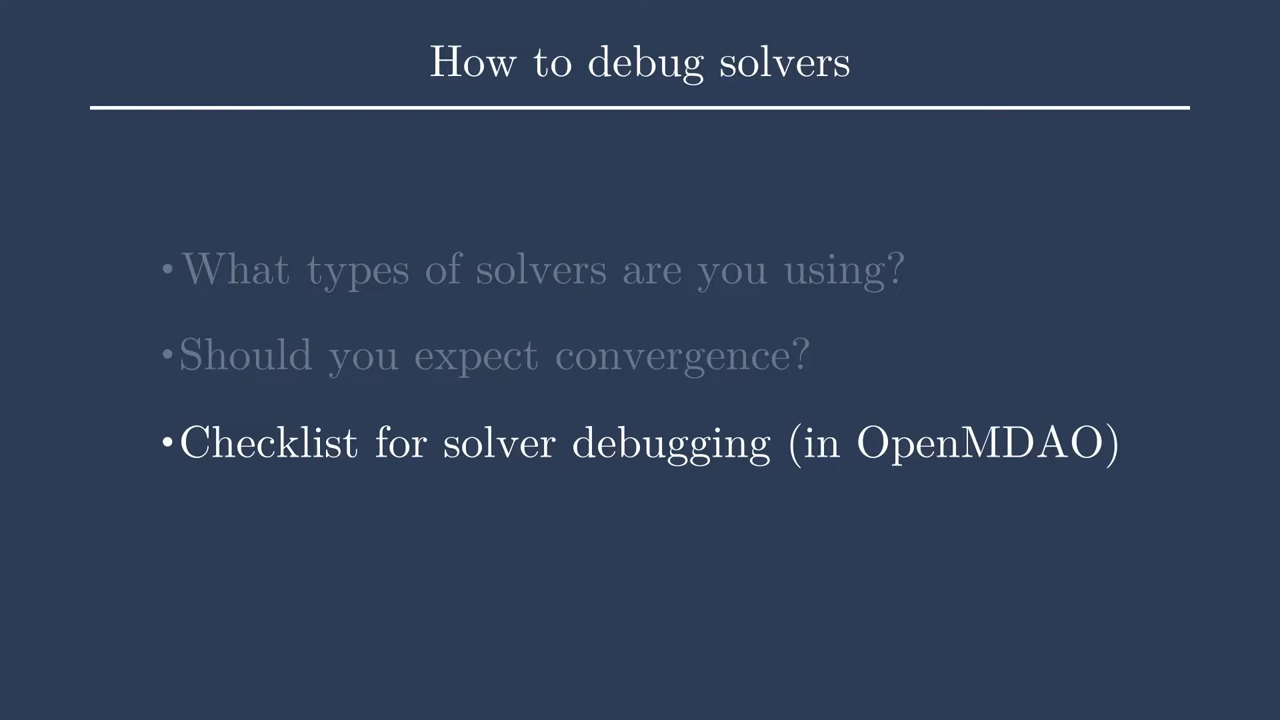 How to debug solvers
• What types of solvers are you using?
• Should you expect convergence?
• Checklist for solver debugging (in OpenMDAO)